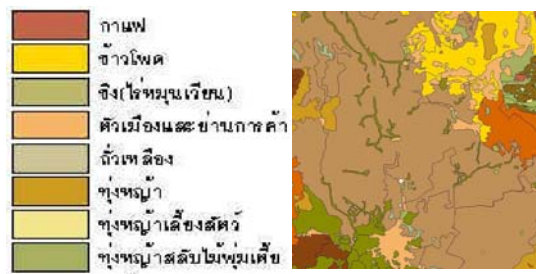 กาแฟ
ข้าวโพด
ขิง(ไร่หมุนเวียน)
ตัวเมืองและย่านการค้า
ถั่วเหลือง
ทุ่งหญ้า
ทุ่งหญ้าเลี้ยงสัตว์
ทุ่งหญ้าสลับไม้พุ่มเตี้ย